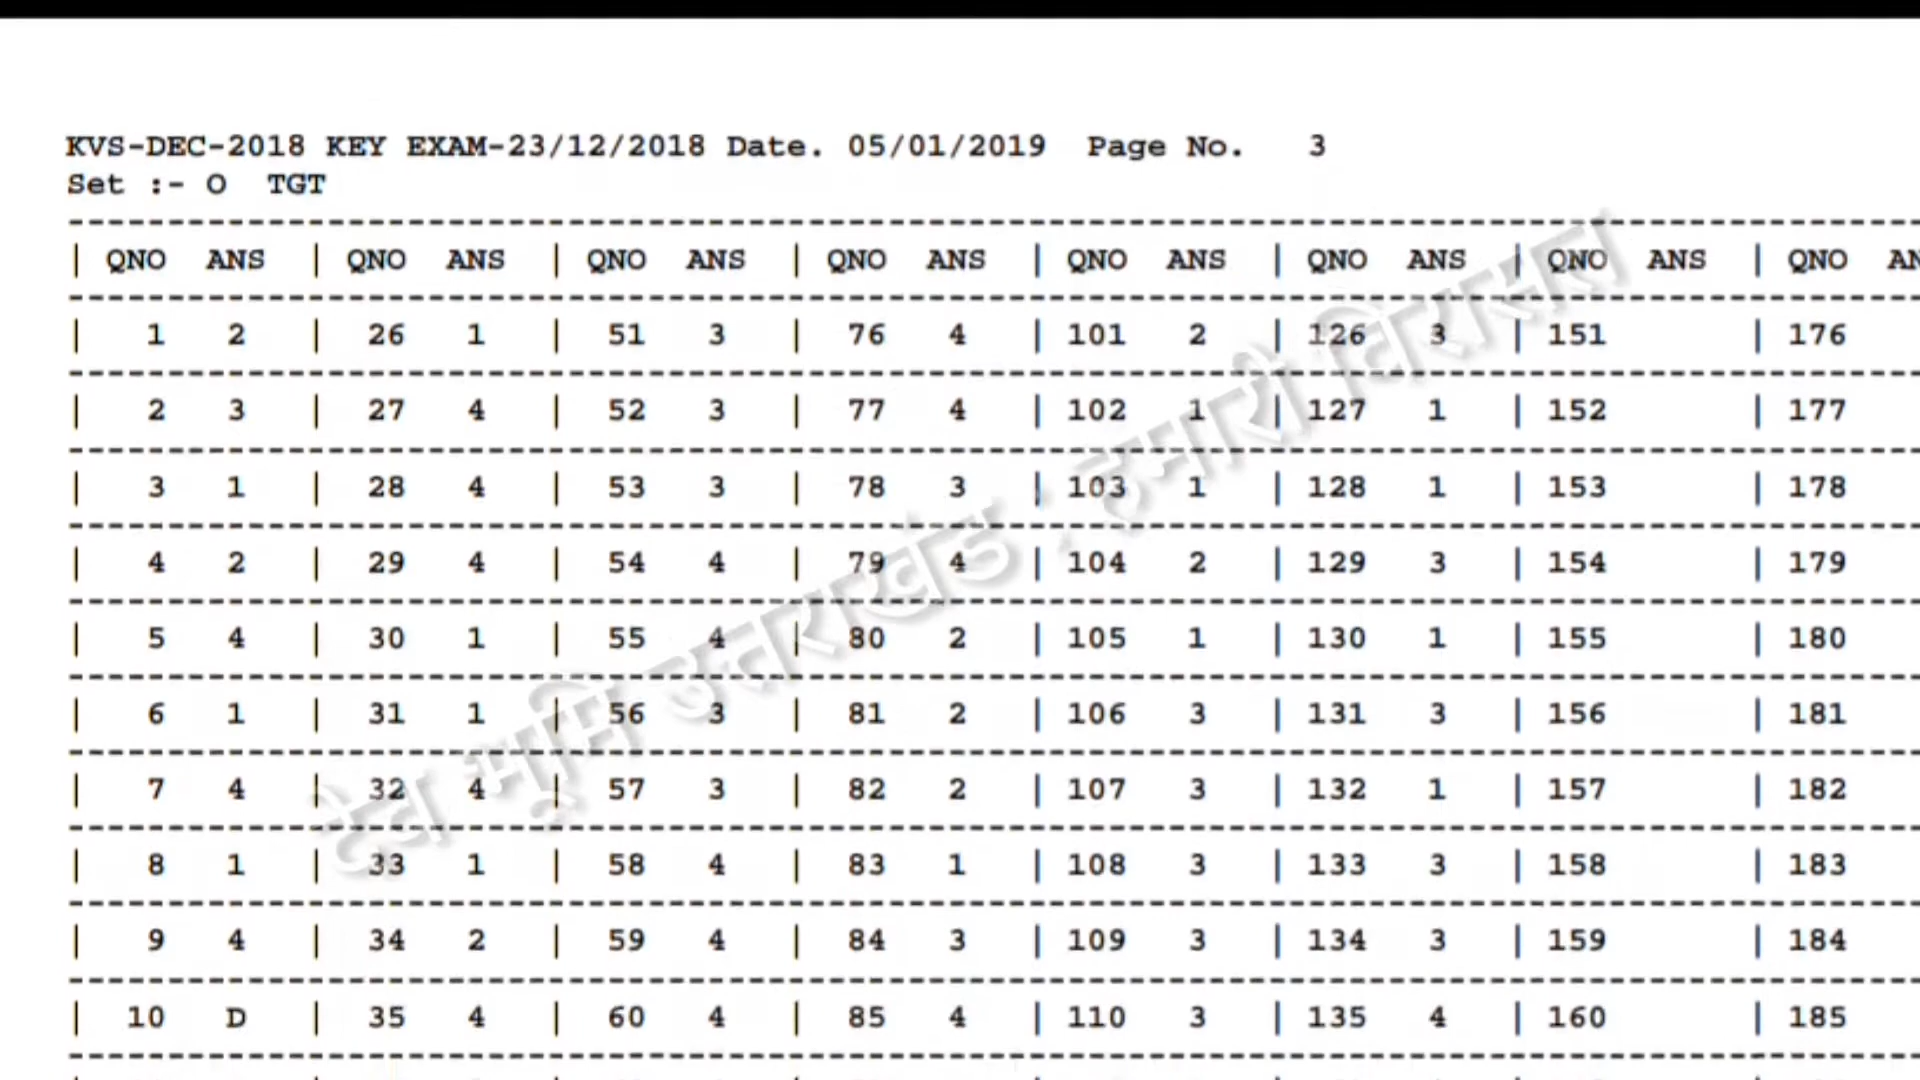 KVS-DEC-2018 KEY EXAM-23/12/2018 Date. 05/01/2019 Page No. 3
Set :- O TGT
| QNO ANS | QNO ANS | QNO ANS | QNO ANS | QNO ANS | QNO ANS | QNO ANS | QNO
| 1 2 | 26 1 | 51 3 | 76 4 | 101 2 | 126 3 | 151 | 176
| 2 3 | 27 4 | 52 3 | 77 4 | 102 1 | 127 1 | 152 | 177
| 3 1 | 28 4 | 53 3 | 78 3 | 103 1 | 128 1 | 153 | 178
| 4 2 | 29 4 | 54 4 | 79 4 | 104 2 | 129 3 | 154 | 179
| 5 4 | 30 1 | 55 4 | 80 2 | 105 1 | 130 1 | 155 | 180
| 6 1 | 31 1 | 56 3 | 81 2 | 106 3 | 131 3 | 156 | 181
| 7 4 | 32 4 | 57 3 | 82 2 | 107 3 | 132 1 | 157 | 182
| 8 1 | 33 1 | 58 4 | 83 1 | 108 3 | 133 3 | 158 | 183
| 9 4 | 34 2 | 59 4 | 84 3 | 109 3 | 134 3 | 159 | 184
| 10 D | 35 4 | 60 4 | 85 4 | 110 3 | 135 4 | 160 | 185
देव भूमि उत्तराखंड : हमारी विरासत